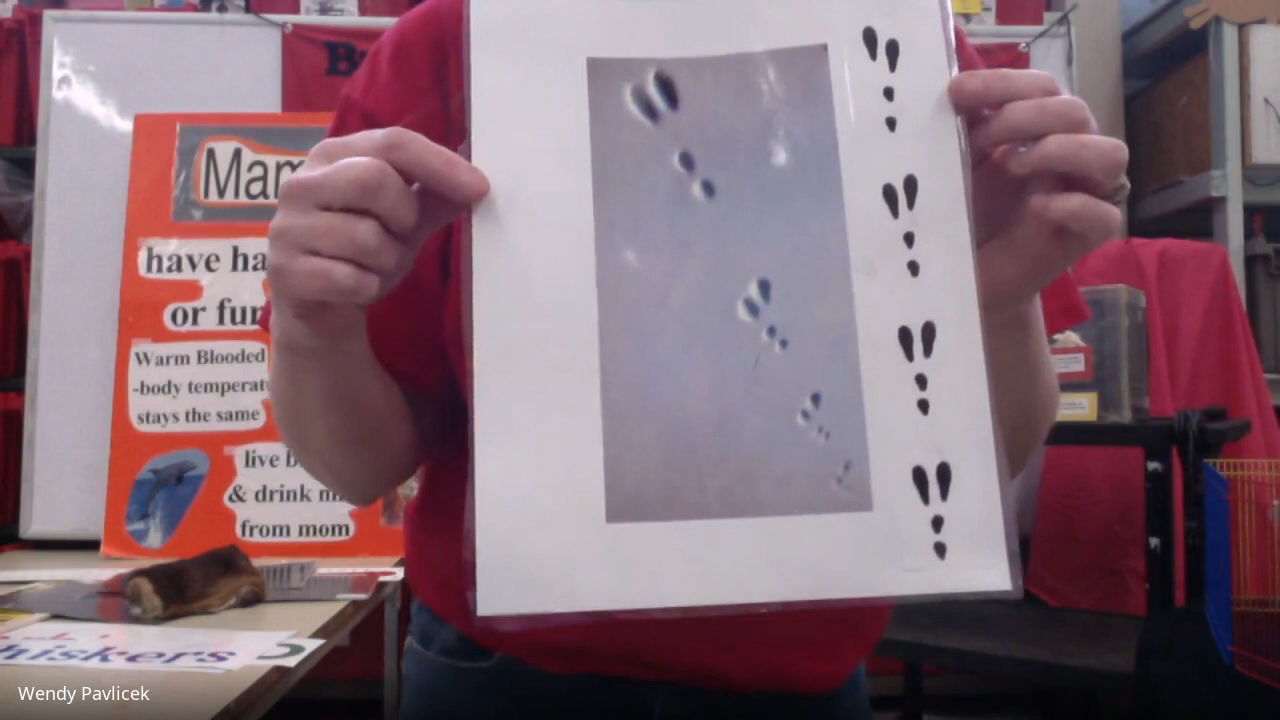 Mam
have ha
or fur
Warm Blooded
-body temperat
stays the same
live b
& drink m
from mom
hiskers
Wendy Pavlicek